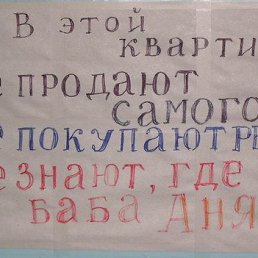 В этой
кварти
е продают
самого
е покупают р
е знают, где
баба Аня